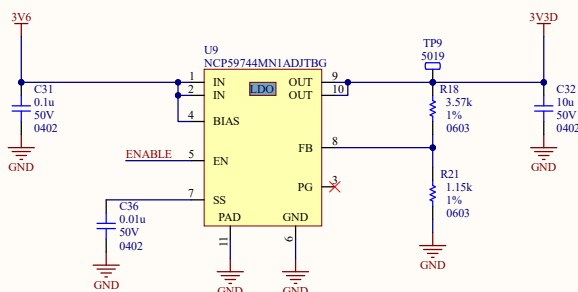 3V6
3V3D
TP9
5019
U9
NCP59744MN1ADJTBG
C31
0.1u
50V
0402
GND
1
IN
2
IN
4
BIAS
LDO
OUT
9
OUT
10
R18
3.57k
1%
0603
C32
10u
50V
0402
GND
ENABLE
5
EN
FB
8
PG
3
R21
1.15k
1%
0603
GND
7
SS
C36
0.01u
50V
0402
GND
PAD
11
GND
GND
6
GND